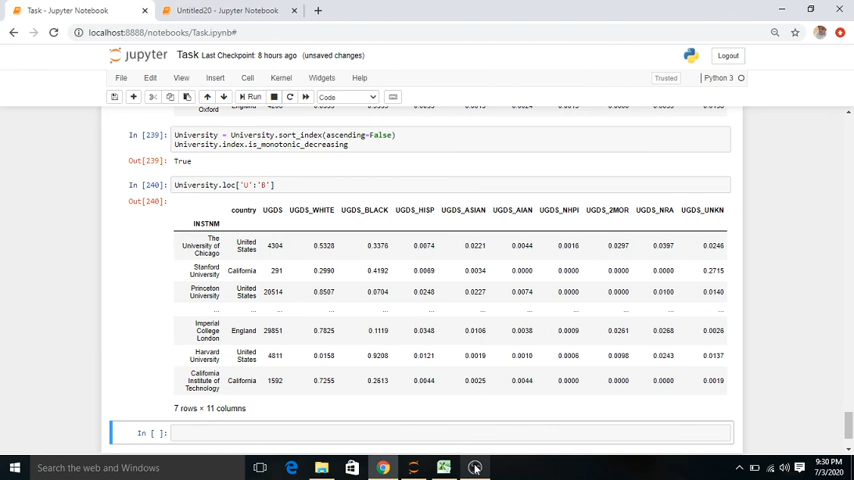 Task - Jupyter Notebook
Untitled20 - Jupyter Notebook
localhost:8888/notebooks/Task.ipynb#
jupyter Task Last Checkpoint: 8 hours ago (unsaved changes)
Logout
File Edit View Insert Cell Kernel Widgets Help
Trusted
Python 3
Run
Code
Oxford
In [239]: University = University.sort_index(ascending=False)
University.index.is_monotonic_decreasing
Out[239]: True
In [240]: University.loc['U':'B']
Out[240]:
country UGDS UGDS_WHITE UGDS_BLACK UGDS_HISP UGDS_ASIAN UGDS_AIAN UGDS_NHPI UGDS_2MOR UGDS_NRA UGDS_UNKN
INSTNM
The University of Chicago United States 4304 0.5328 0.3376 0.0074 0.0221 0.0044 0.0016 0.0297 0.0397 0.0246
Stanford University California 291 0.2990 0.4192 0.0069 0.0034 0.0000 0.0000 0.0000 0.0000 0.2715
Princeton University United States 20514 0.8507 0.0704 0.0248 0.0227 0.0074 0.0000 0.0000 0.0100 0.0140
... ... ... ... ... ... ... ... ... ... ... ...
Imperial College London England 29851 0.7825 0.1119 0.0348 0.0106 0.0038 0.0009 0.0261 0.0268 0.0026
Harvard University United States 4811 0.0158 0.9208 0.0121 0.0019 0.0010 0.0006 0.0098 0.0243 0.0137
California Institute of Technology California 1592 0.7255 0.2613 0.0044 0.0025 0.0044 0.0000 0.0000 0.0000 0.0019
7 rows × 11 columns
In [ ]:
Search the web and Windows
9:30 PM
7/3/2020